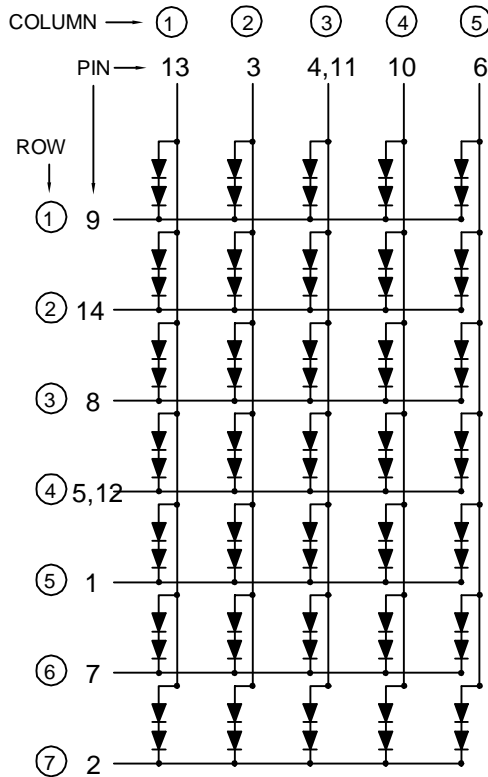 COLUMN → ① ② ③ ④ ⑤
PIN → 13 3 4,11 10 6
ROW
① 9
② 14
③ 8
④ 5,12
⑤ 1
⑥ 7
⑦ 2